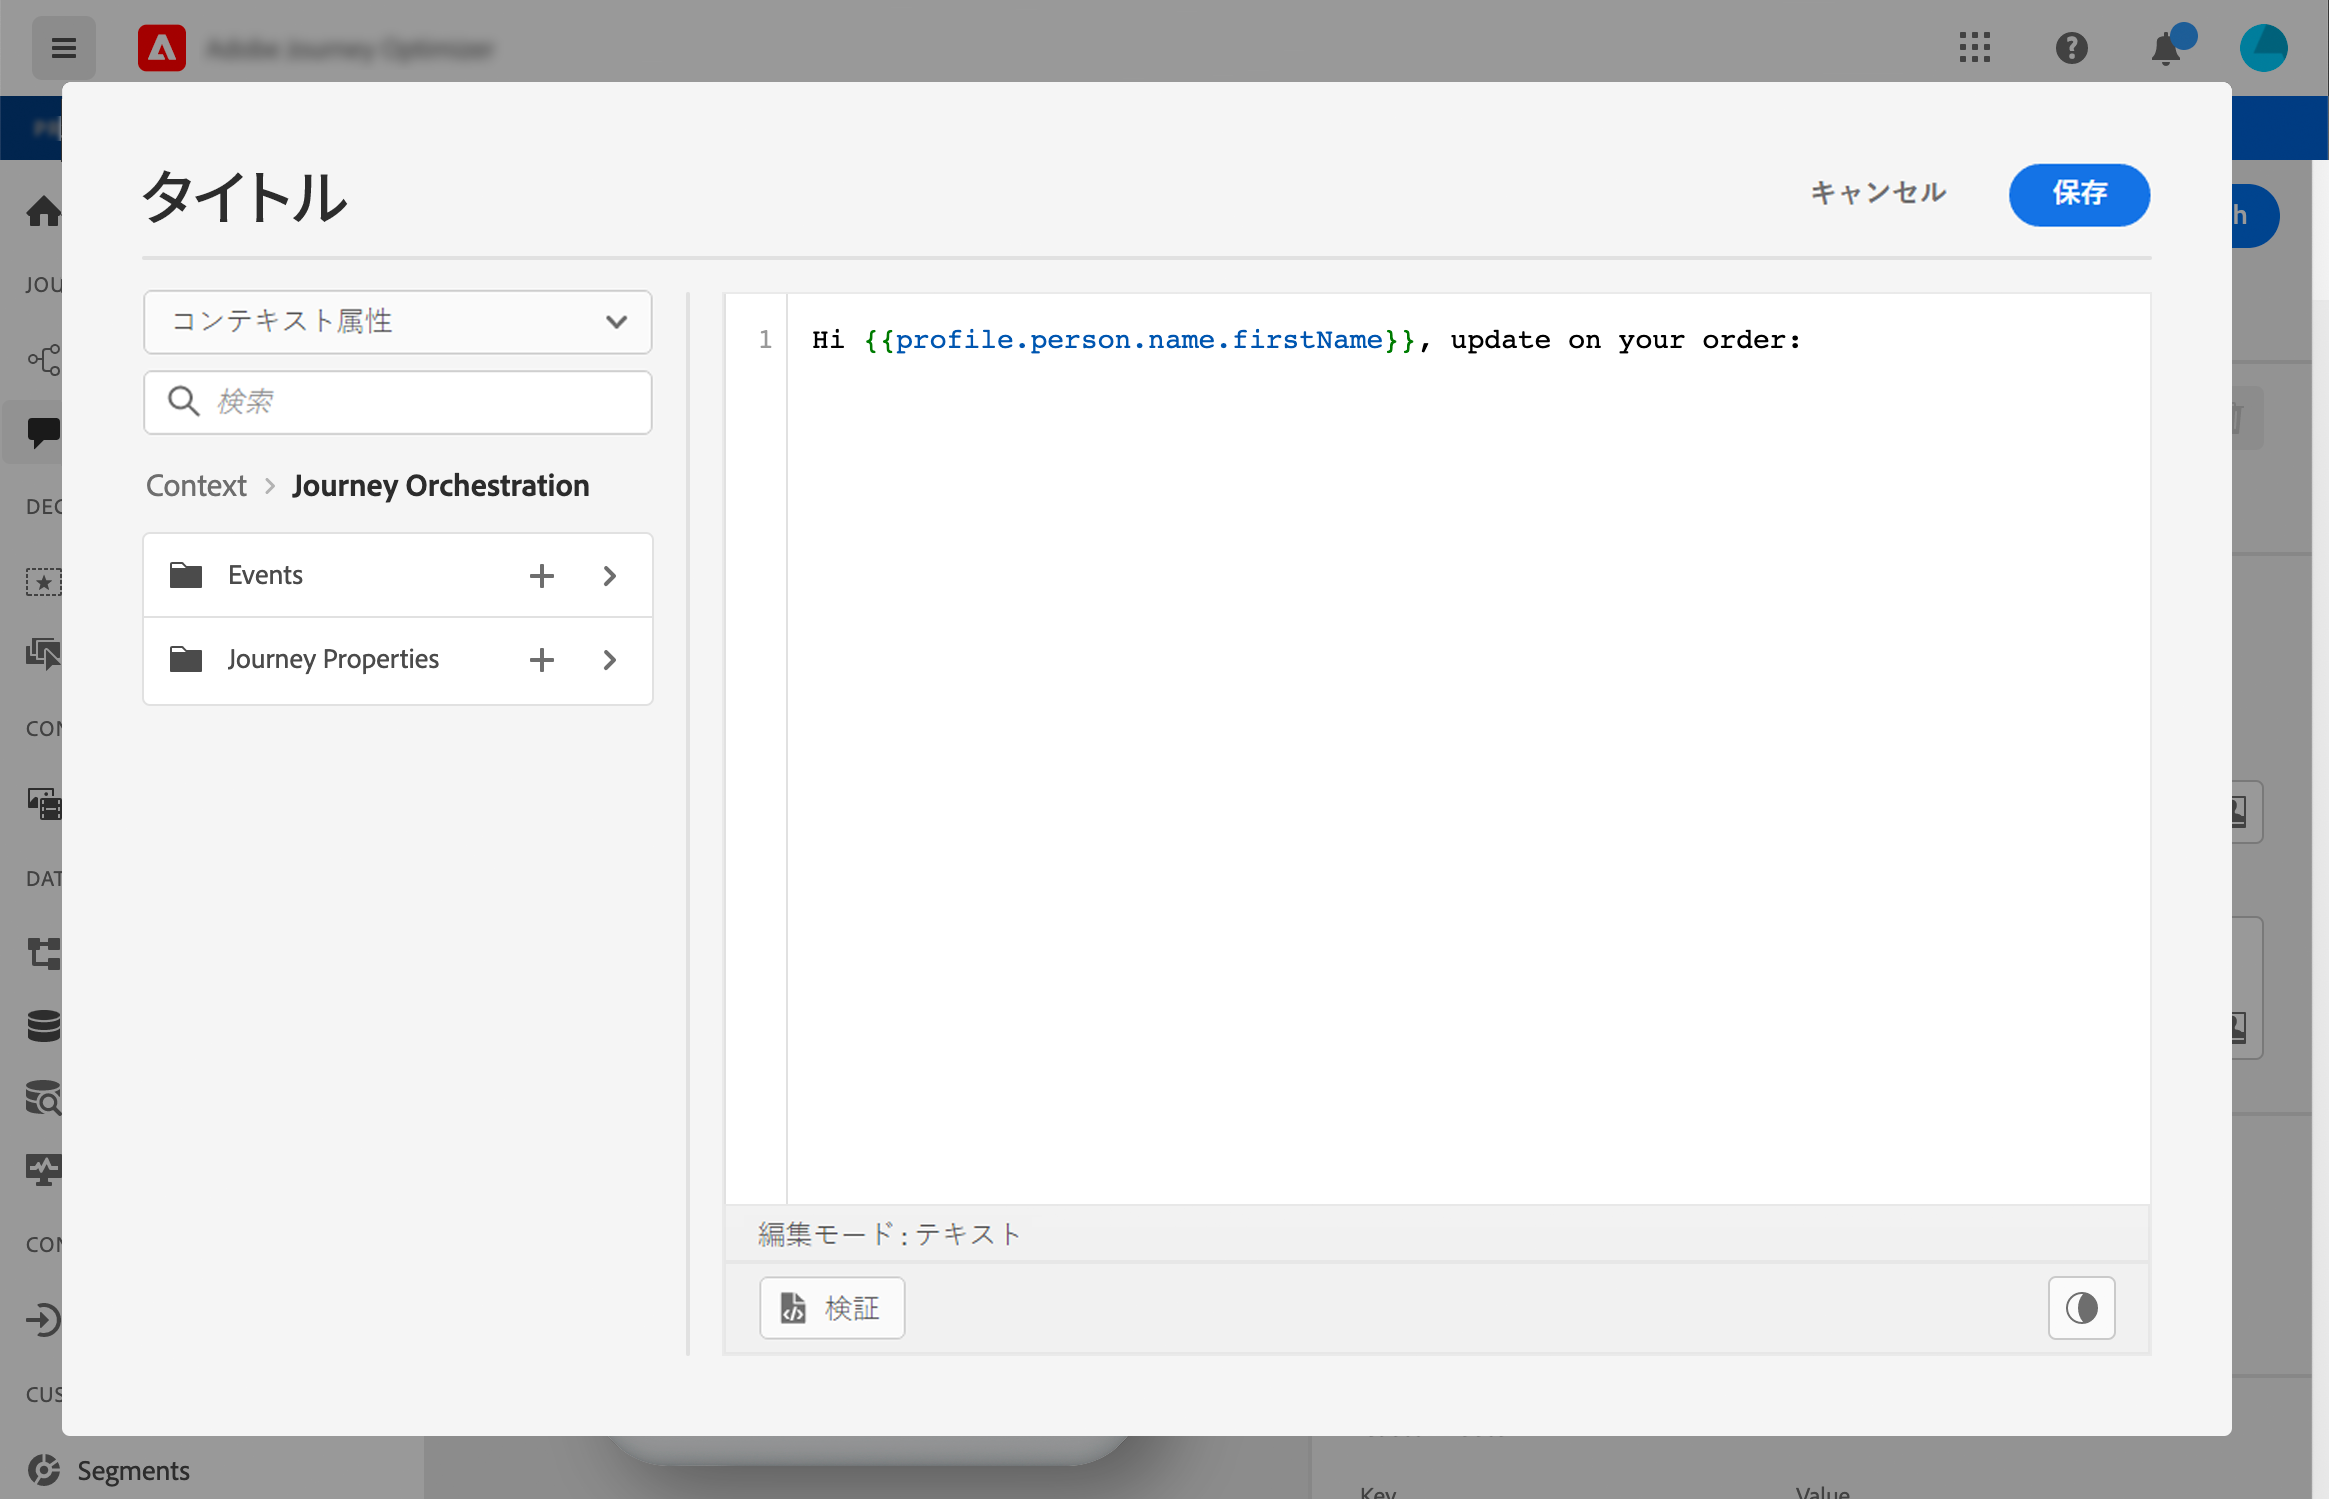 タイトル
キャンセル
保存
コンテキスト属性
検索
Context > Journey Orchestration
Events
Journey Properties
1 Hi {{profile.person.name.firstName}}, update on your order:
編集モード : テキスト
検証
h
JOU
DEC
CON
DAT
CON
CUS
Segments
Key
Value